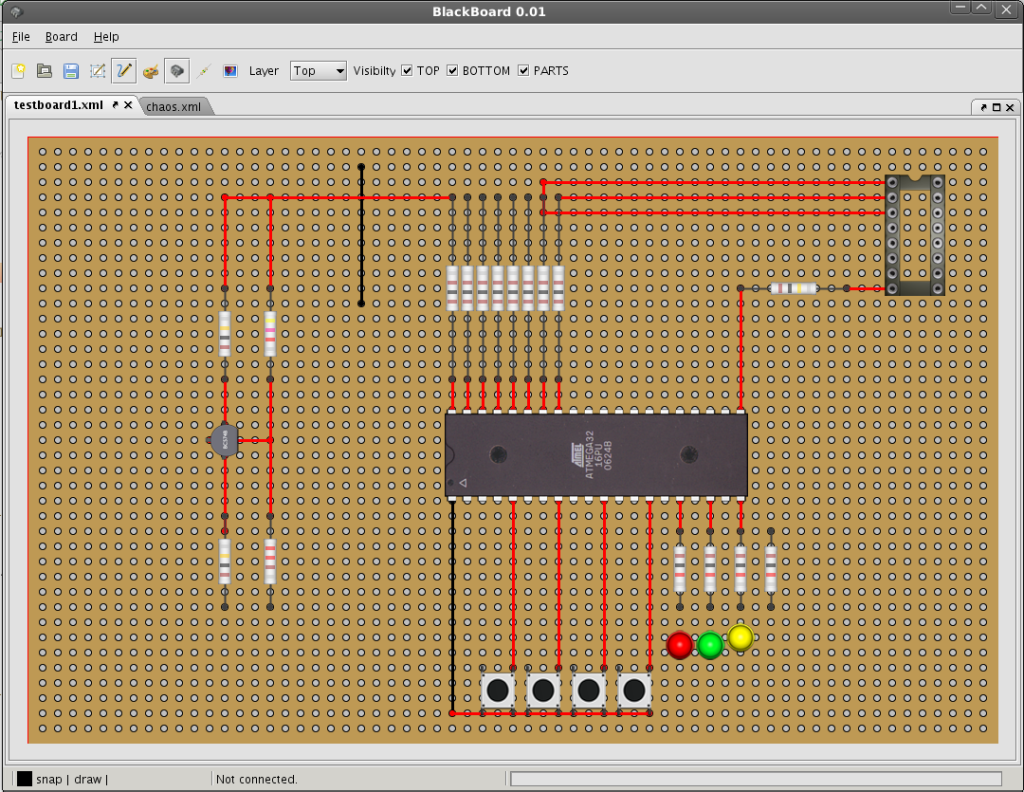 BlackBoard 0.01
File Board Help
Layer Top Visibilty TOP BOTTOM PARTS
testboard1.xml chaos.xml
ATMEL
ATMEGA32
16PU
0624B
snap | draw | Not connected.